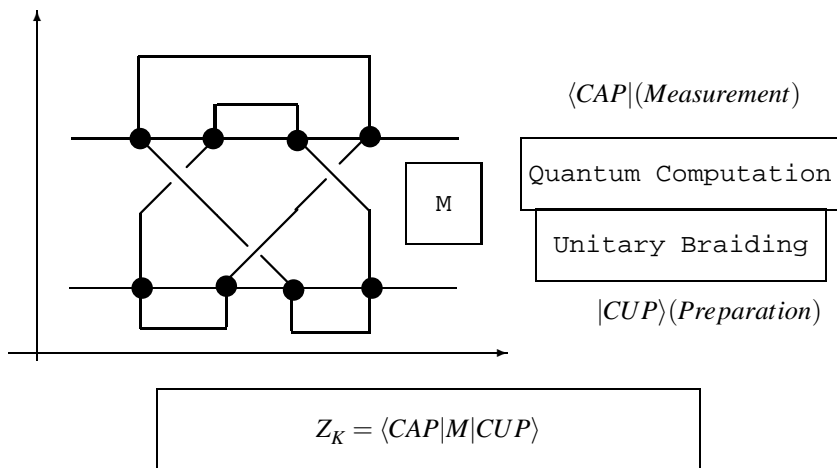 ⟨CAP|(Measurement)
Quantum Computation
M
Unitary Braiding
|CUP⟩(Preparation)
Z_K = ⟨CAP|M|CUP⟩